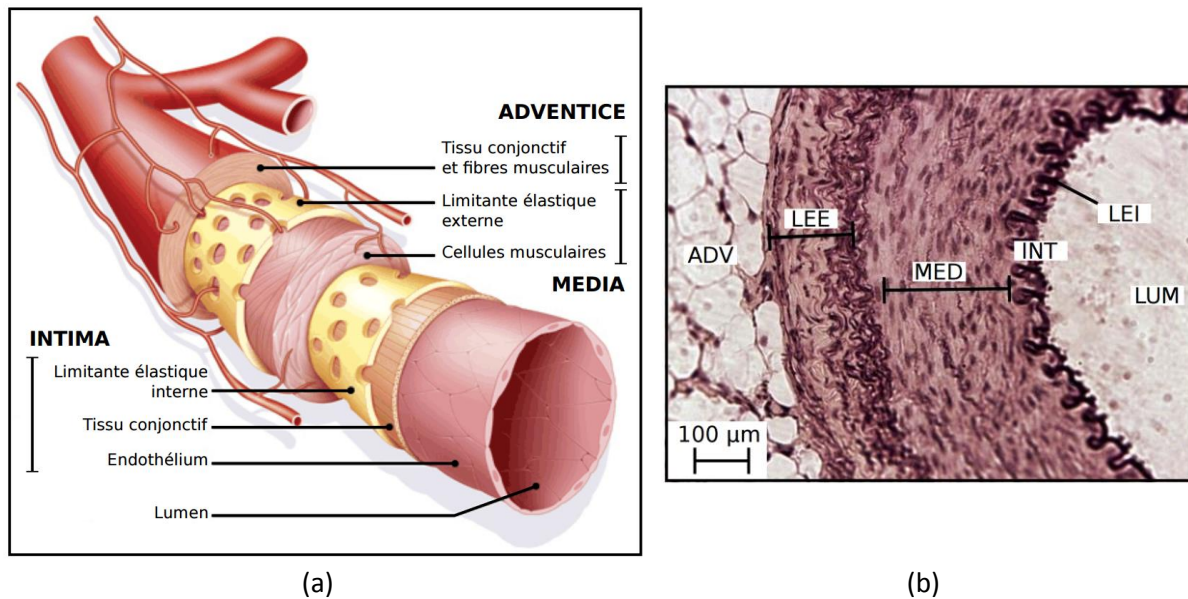 ADVENTICE
Tissu conjonctif
et fibres musculaires
Limitante élastique
externe
Cellules musculaires
MEDIA
INTIMA
Limitante élastique
interne
Tissu conjonctif
Endothélium
Lumen
(a)
LEE
LEI
ADV
INT
MED
LUM
100 µm
(b)